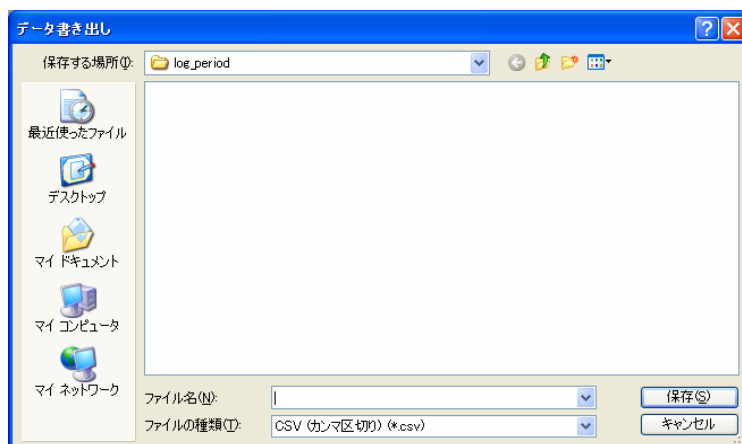 データ書き出し
保存する場所(I):
log_period
最近使ったファイル
デスクトップ
マイ ドキュメント
マイ コンピュータ
マイ ネットワーク
ファイル名(N):
保存(S)
ファイルの種類(T):
CSV (カンマ区切り) (*.csv)
キャンセル